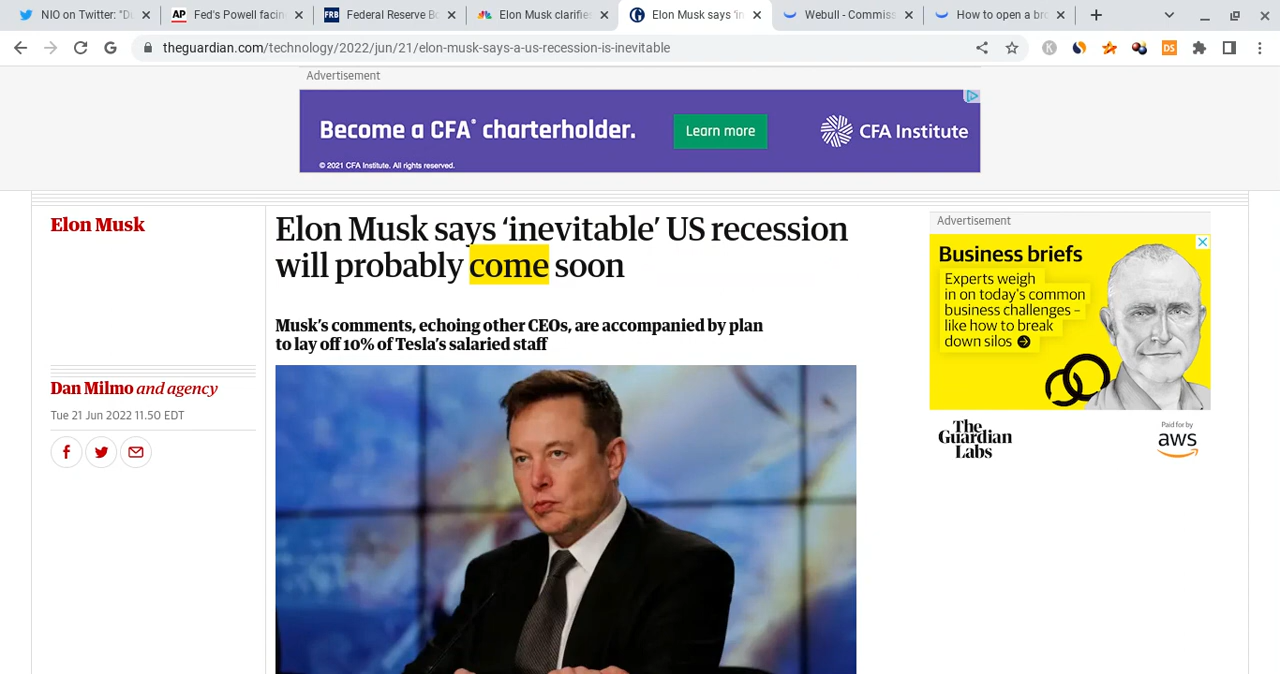 NIO on Twitter: "D
Fed's Powell facin
Federal Reserve Bo
Elon Musk clarifie
Elon Musk says 'in
Webull - Commiss
How to open a bro
theguardian.com/technology/2022/jun/21/elon-musk-says-a-us-recession-is-inevitable
Advertisement
Become a CFA® charterholder.
Learn more
CFA Institute
© 2021 CFA Institute. All rights reserved.
Elon Musk
Elon Musk says ‘inevitable’ US recession
will probably come soon
Musk’s comments, echoing other CEOs, are accompanied by plan
to lay off 10% of Tesla’s salaried staff
Dan Milmo and agency
Tue 21 Jun 2022 11.50 EDT
Advertisement
Business briefs
Experts weigh
in on today's common
business challenges –
like how to break
down silos
The
Guardian
Labs
Paid for by
aws